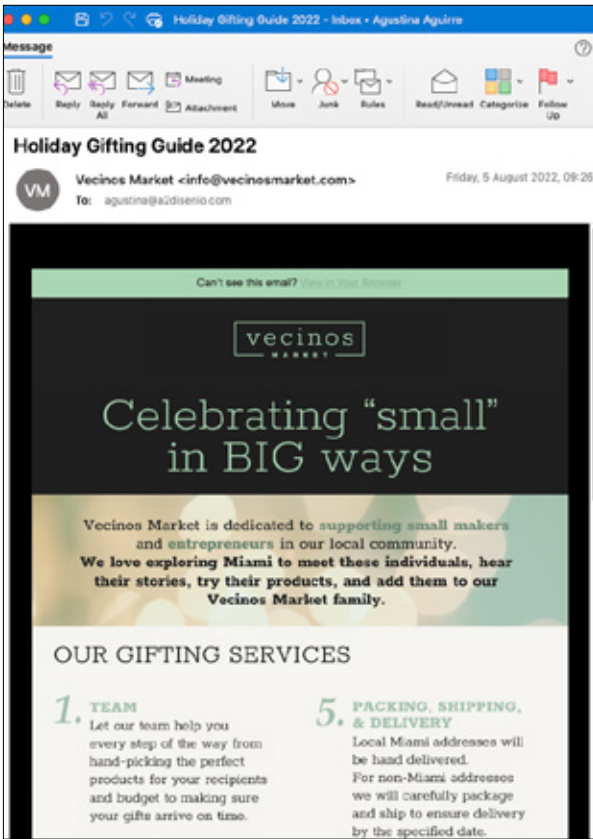 Holiday Gifting Guide 2022 - Inbox • Agustina Aguirre
Message
Delete
Reply
Reply All
Forward
Meeting
Attachment
Move
Junk
Rules
Read/Unread
Categorize
Follow Up
Holiday Gifting Guide 2022
VM
Vecinos Market <info@vecinosmarket.com>
Friday, 5 August 2022, 09:26
To: agustina@a2disenio.com
Can't see this email? View in Your Browser
vecinos
MARKET
Celebrating “small”
in BIG ways
Vecinos Market is dedicated to supporting small makers
and entrepreneurs in our local community.
We love exploring Miami to meet these individuals, hear
their stories, try their products, and add them to our
Vecinos Market family.
OUR GIFTING SERVICES
1. TEAM
Let our team help you
every step of the way from
hand-picking the perfect
products for your recipients
and budget to making sure
your gifts arrive on time.
5. PACKING, SHIPPING,
& DELIVERY
Local Miami addresses will
be hand delivered.
For non-Miami addresses
we will carefully package
and ship to ensure delivery
by the specified date.